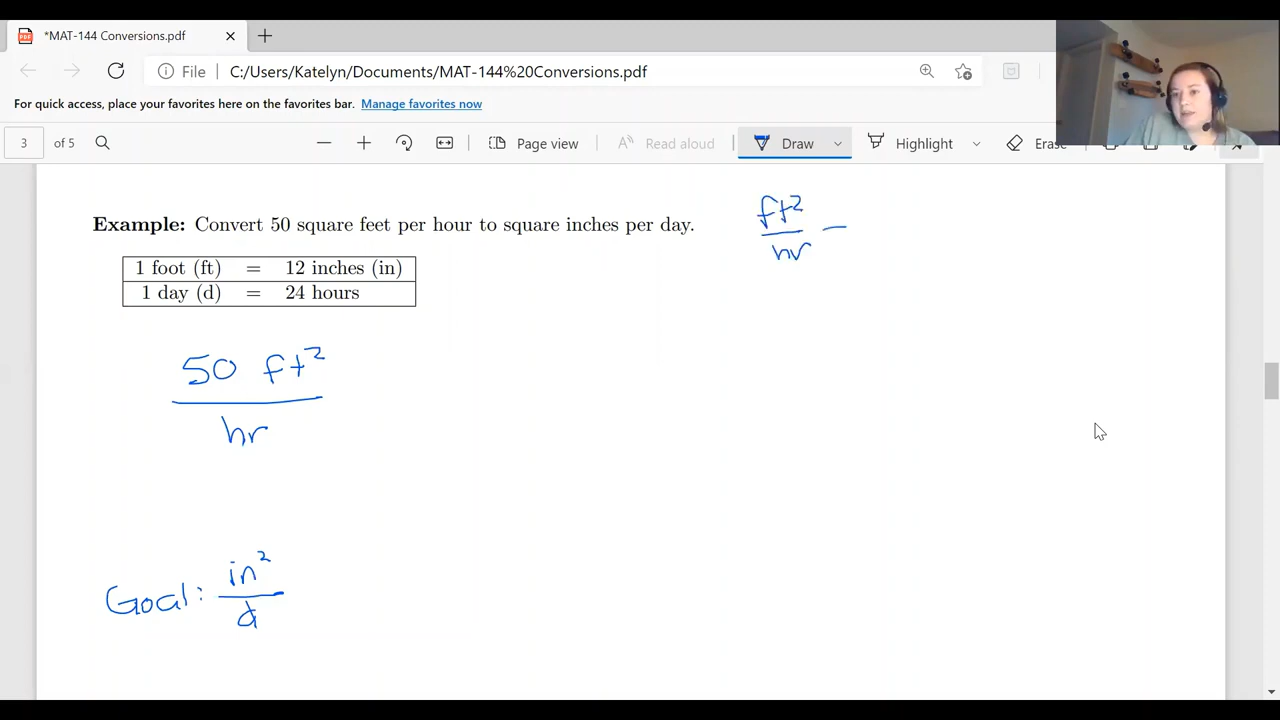 *MAT-144 Conversions.pdf
File C:/Users/Katelyn/Documents/MAT-144%20Conversions.pdf
For quick access, place your favorites here on the favorites bar. Manage favorites now
3 of 5 Page view Read aloud Draw Highlight Erase
Example: Convert 50 square feet per hour to square inches per day.
1 foot (ft) = 12 inches (in)
1 day (d) = 24 hours
ft²
hr
=
50 ft²
hr
Goal: in²
d